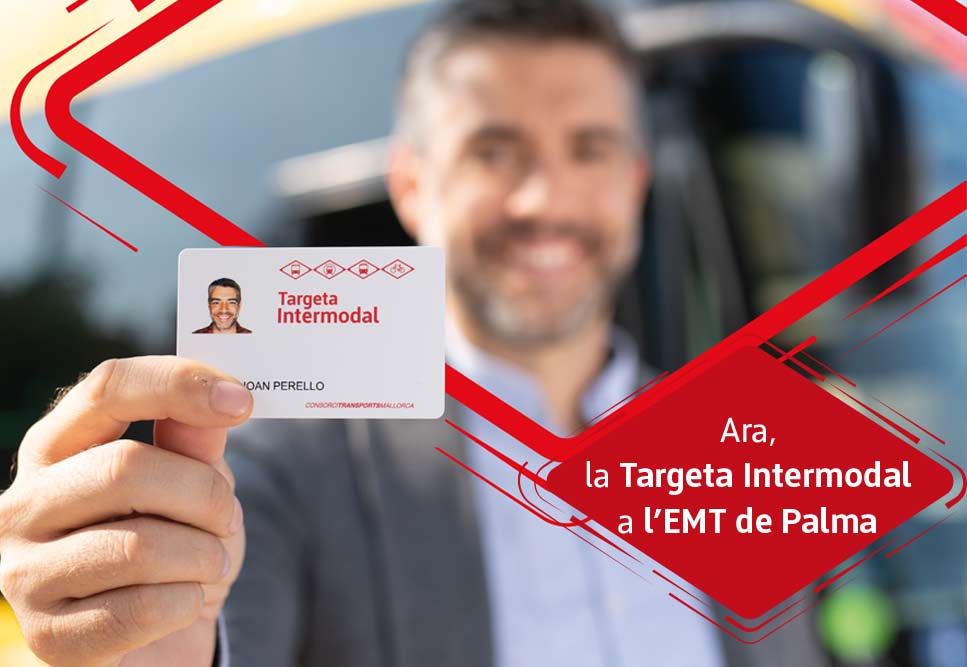 Targeta
Intermodal
JOAN PERELLO
CONSORCITRANSPORTSMALLORCA
Ara,
la Targeta Intermodal
a l’EMT de Palma